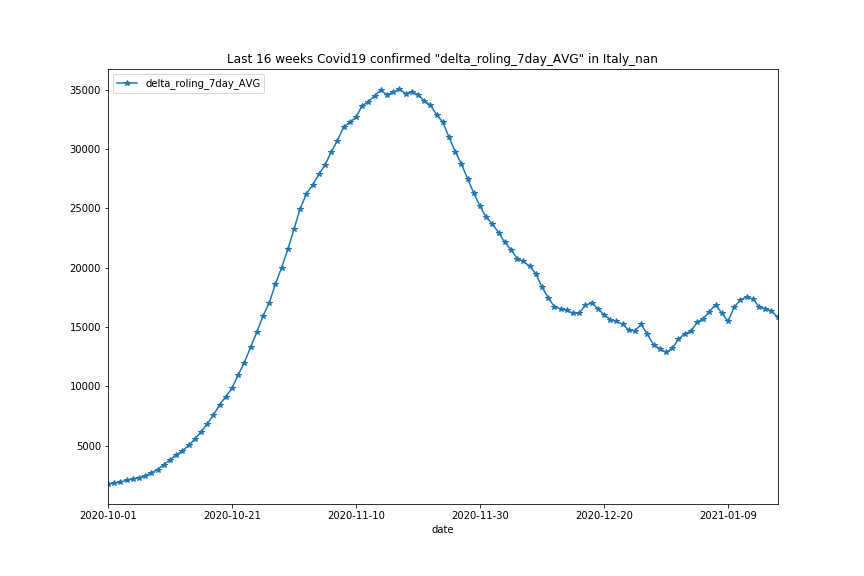 Last 16 weeks Covid19 confirmed "delta_roling_7day_AVG" in Italy_nan
delta_roling_7day_AVG
35000
30000
25000
20000
15000
10000
5000
2020-10-01 2020-10-21 2020-11-10 2020-11-30 2020-12-20 2021-01-09
date